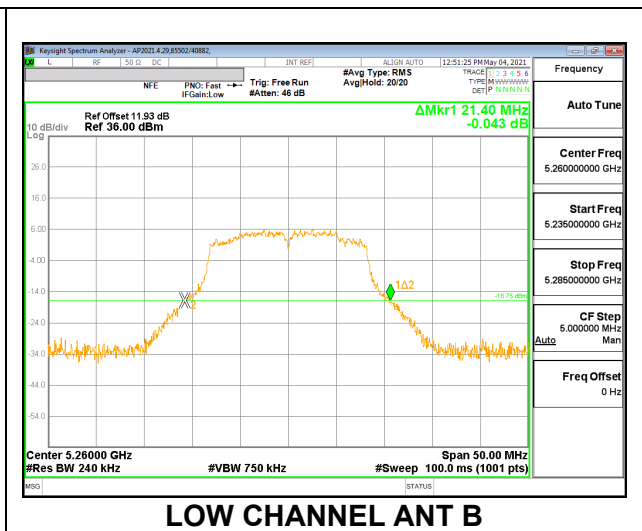 Keysight Spectrum Analyzer - AP2021.4.29,85502/40882,
L RF 50 Ω DC INT REF ALIGN AUTO 12:51:25 PM May 04, 2021
NFE PNO: Fast IFGain:Low Trig: Free Run #Atten: 46 dB #Avg Type: RMS Avg|Hold: 20/20
TRACE 1 2 3 4 5 6
TYPE M W W W W W
DET P N N N N N
Frequency
Ref Offset 11.93 dB
10 dB/div Ref 36.00 dBm
Log
ΔMkr1 21.40 MHz
-0.043 dB
26.0
16.0
6.00
-4.00
-14.0
-24.0
-34.0
-44.0
-54.0
2
1Δ2
-16.75 dBm
Auto Tune
Center Freq
5.260000000 GHz
Start Freq
5.235000000 GHz
Stop Freq
5.285000000 GHz
CF Step
5.000000 MHz
Auto Man
Freq Offset
0 Hz
Center 5.26000 GHz Span 50.00 MHz
#Res BW 240 kHz #VBW 750 kHz #Sweep 100.0 ms (1001 pts)
MSG STATUS
LOW CHANNEL ANT B